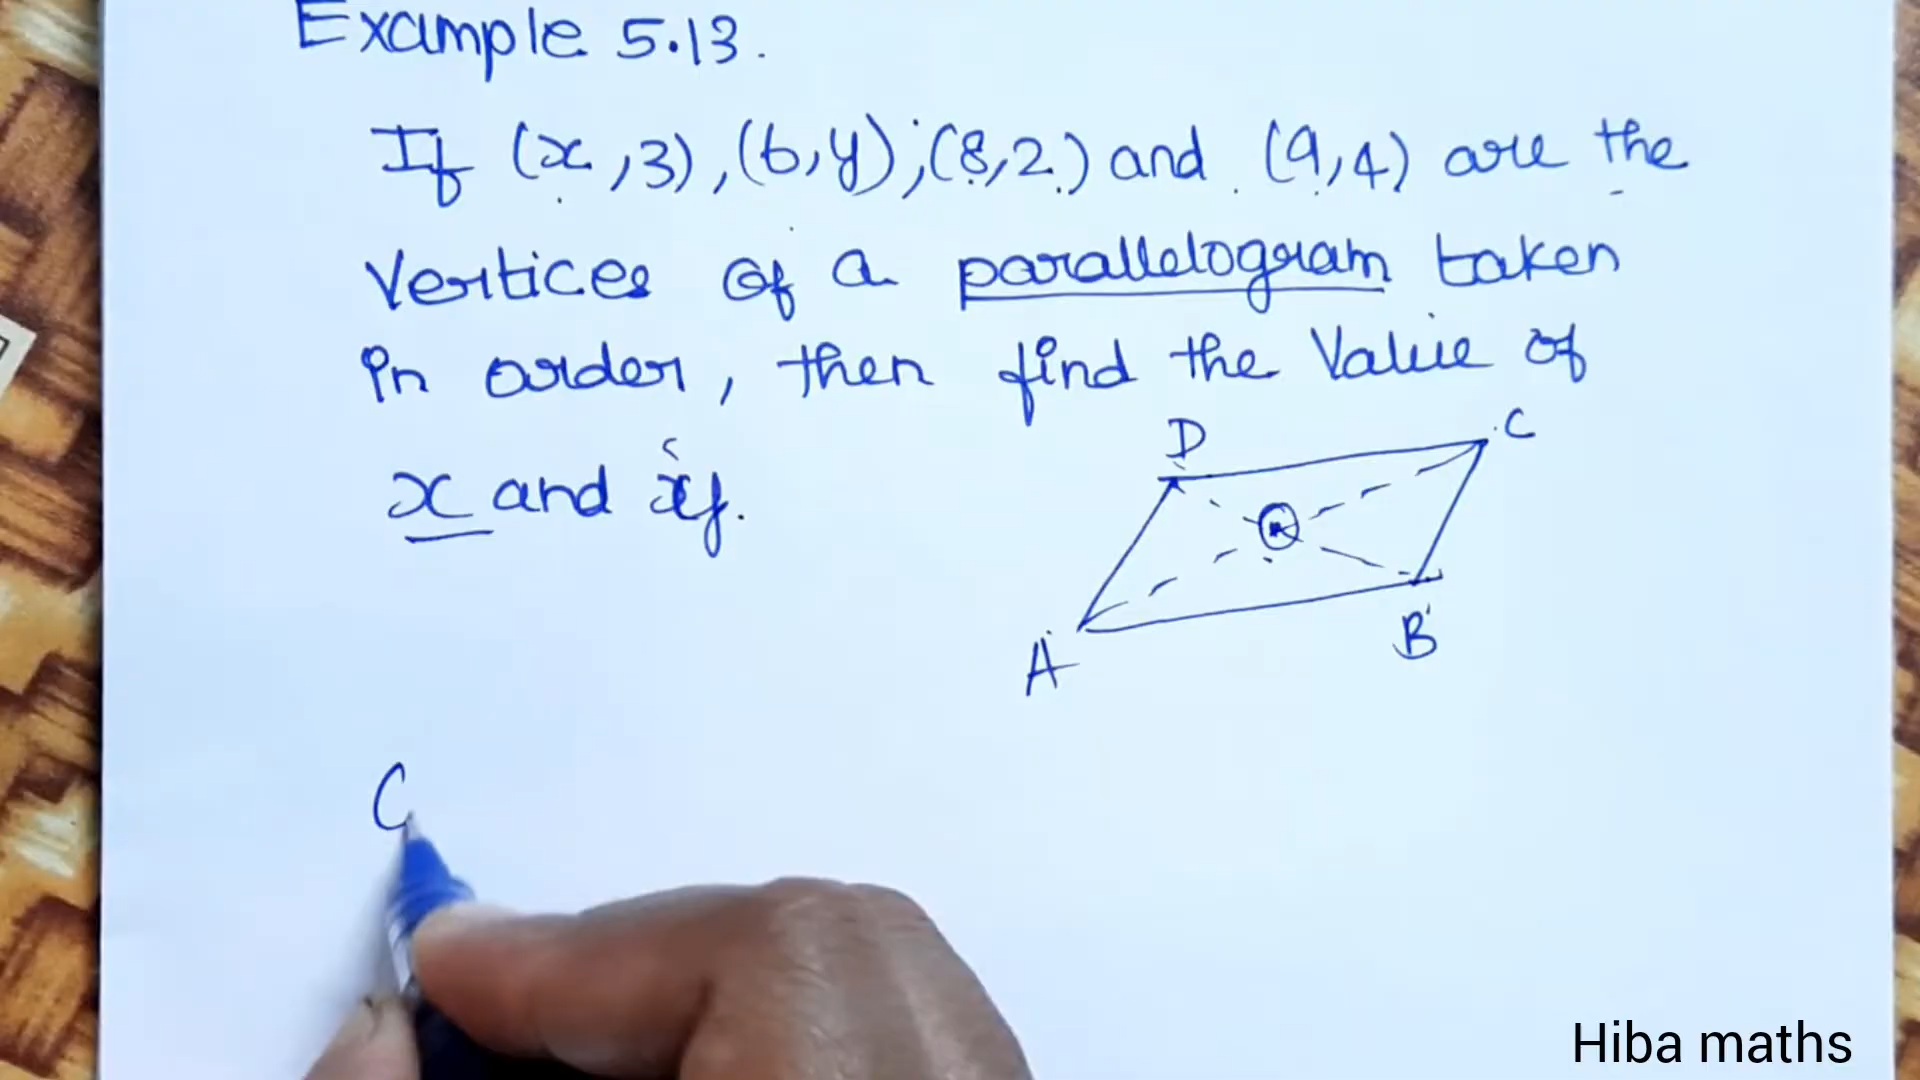 Example 5.13.
If (x, 3), (6, y), (8, 2) and (9, 4) are the
vertices of a parallelogram taken
in order, then find the value of
x and y.
D C
A B
C
Hiba maths